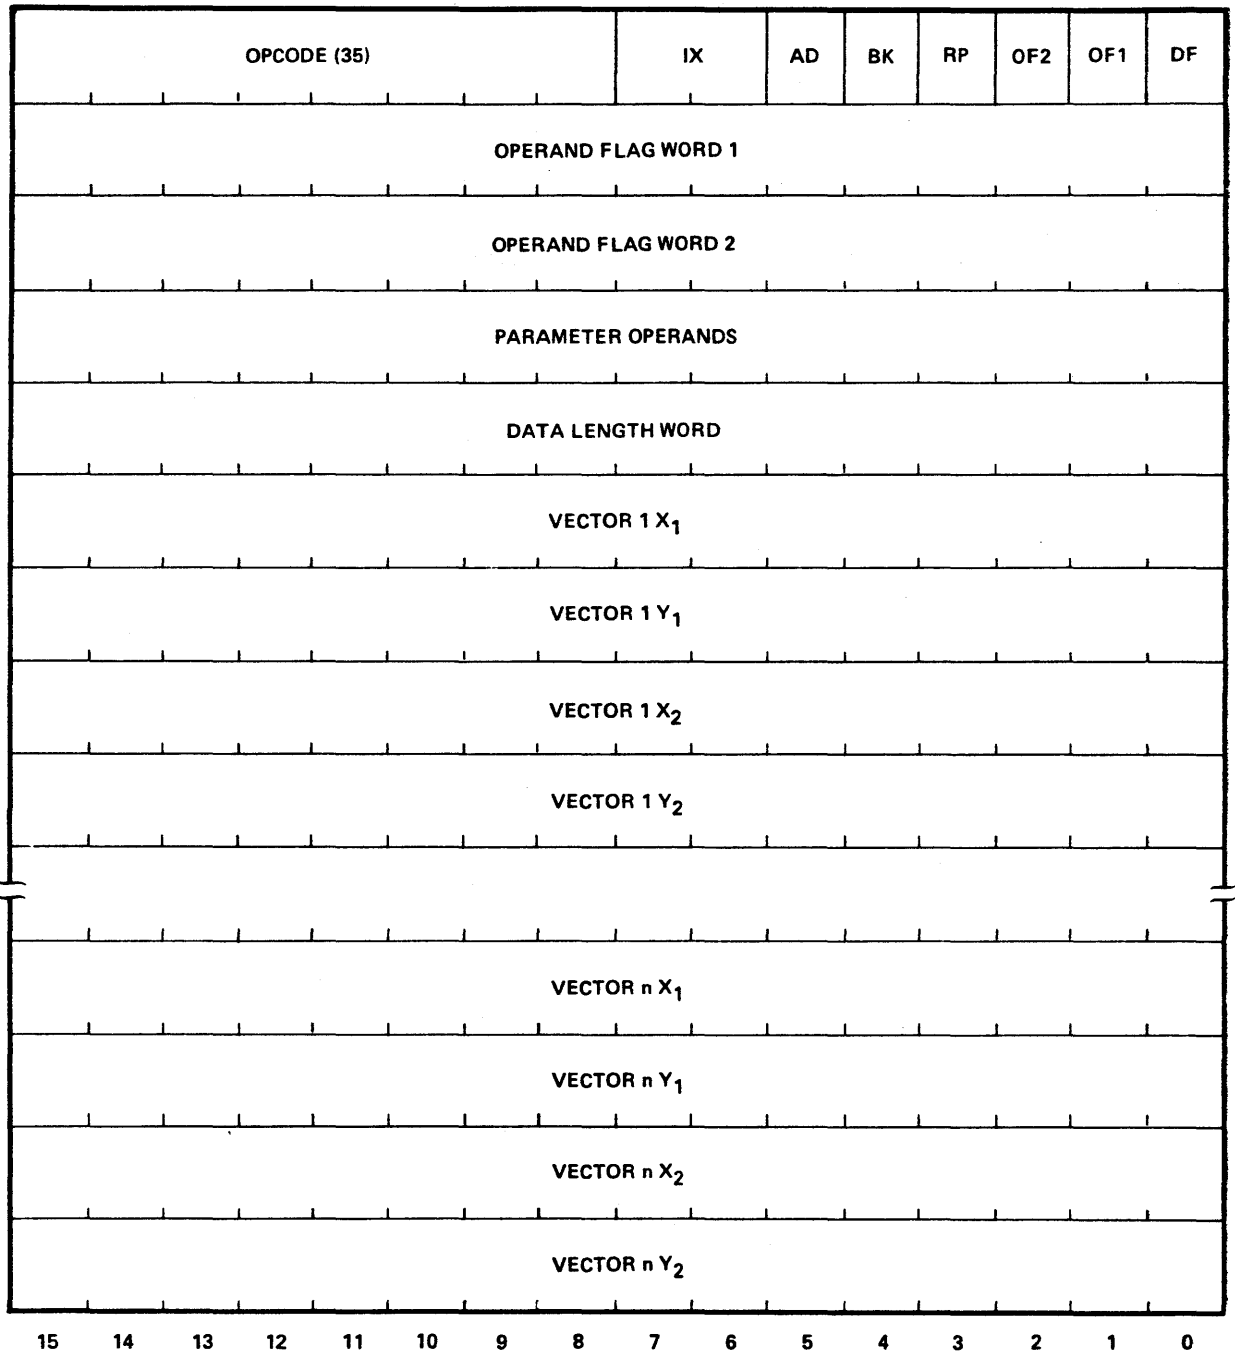 OPCODE (35) IX AD BK RP OF2 OF1 DF
OPERAND FLAG WORD 1
OPERAND FLAG WORD 2
PARAMETER OPERANDS
DATA LENGTH WORD
VECTOR 1 X₁
VECTOR 1 Y₁
VECTOR 1 X₂
VECTOR 1 Y₂
VECTOR n X₁
VECTOR n Y₁
VECTOR n X₂
VECTOR n Y₂
15 14 13 12 11 10 9 8 7 6 5 4 3 2 1 0